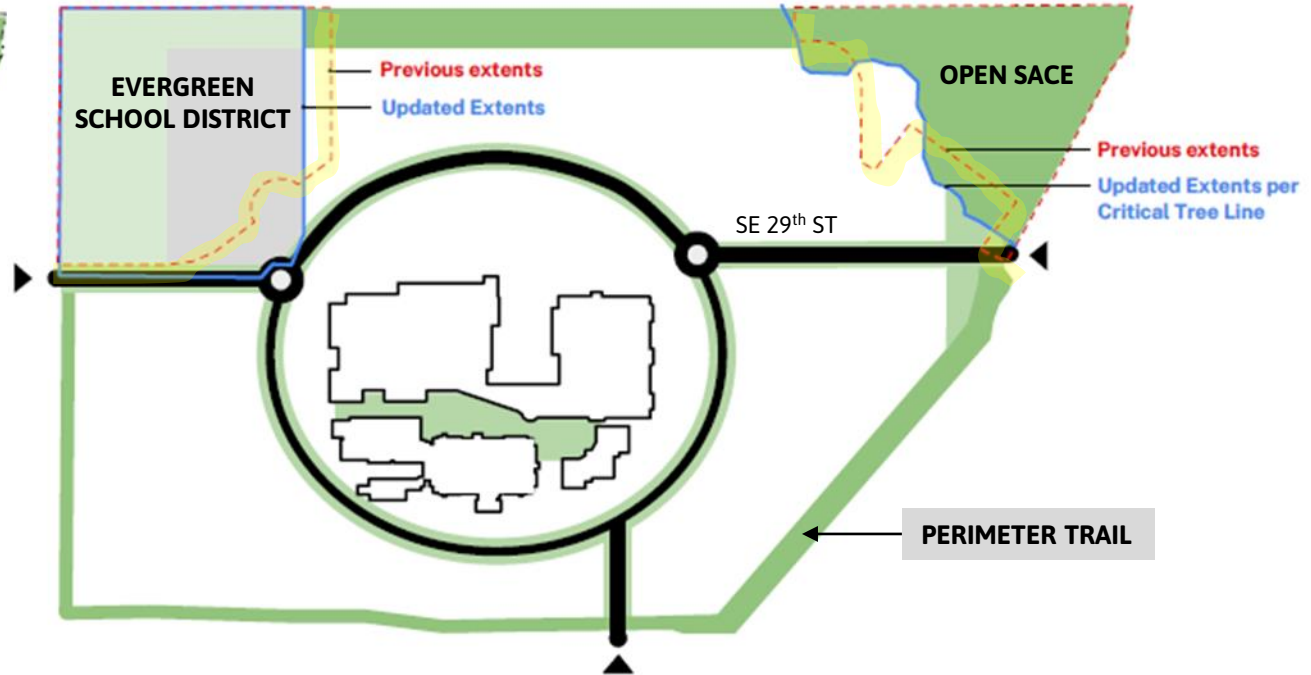 EVERGREEN
SCHOOL DISTRICT
Previous extents
Updated Extents
OPEN SACE
Previous extents
Updated Extents per
Critical Tree Line
SE 29th ST
PERIMETER TRAIL